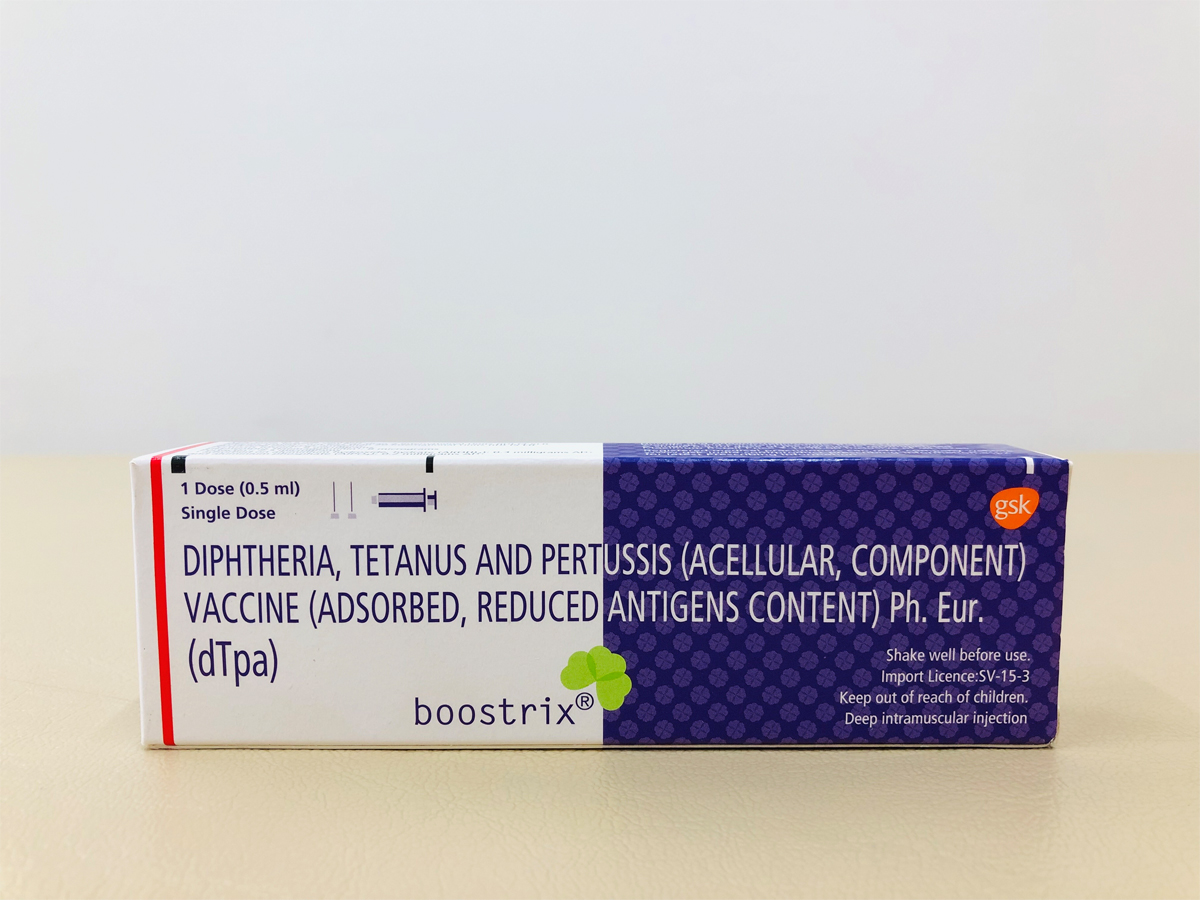 1 Dose (0.5 ml)
Single Dose
gsk
DIPHTHERIA, TETANUS AND PERTUSSIS (ACELLULAR, COMPONENT)
VACCINE (ADSORBED, REDUCED ANTIGENS CONTENT) Ph. Eur.
(dTpa)
boostrix®
Shake well before use.
Import Licence:SV-15-3
Keep out of reach of children.
Deep intramuscular injection